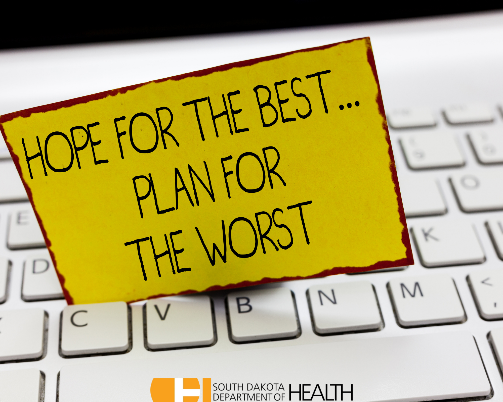 HOPE FOR THE BEST...
PLAN FOR
THE WORST
E
D
O
K
C
V
B
N
M
<
SOUTH DAKOTA
DEPARTMENT OF HEALTH